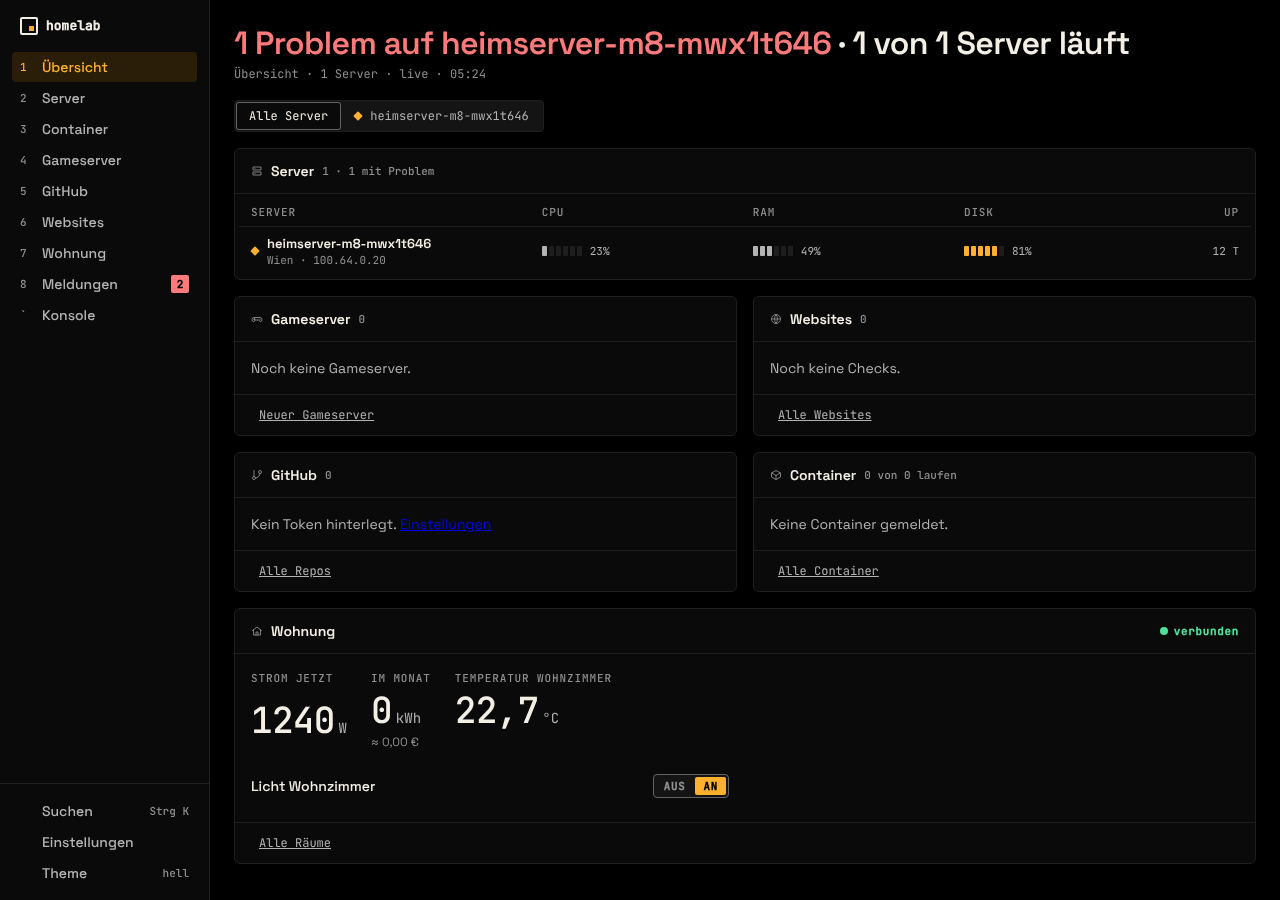 homelab
1 Übersicht
2 Server
3 Container
4 Gameserver
5 GitHub
6 Websites
7 Wohnung
8 Meldungen 2
` Konsole
Suchen Strg K
Einstellungen
Theme hell
1 Problem auf heimserver-m8-mwx1t646 · 1 von 1 Server läuft
Übersicht · 1 Server · live · 05:24
Alle Server heimserver-m8-mwx1t646
Server 1 · 1 mit Problem
SERVER CPU RAM DISK UP
heimserver-m8-mwx1t646 23% 49% 81% 12 T
Wien · 100.64.0.20
Gameserver 0
Noch keine Gameserver.
Neuer Gameserver
Websites 0
Noch keine Checks.
Alle Websites
GitHub 0
Kein Token hinterlegt. Einstellungen
Alle Repos
Container 0 von 0 laufen
Keine Container gemeldet.
Alle Container
Wohnung verbunden
STROM JETZT IM MONAT TEMPERATUR WOHNZIMMER
1240 W 0 kWh 22,7 °C
≈ 0,00 €
Licht Wohnzimmer AUS AN
Alle Räume